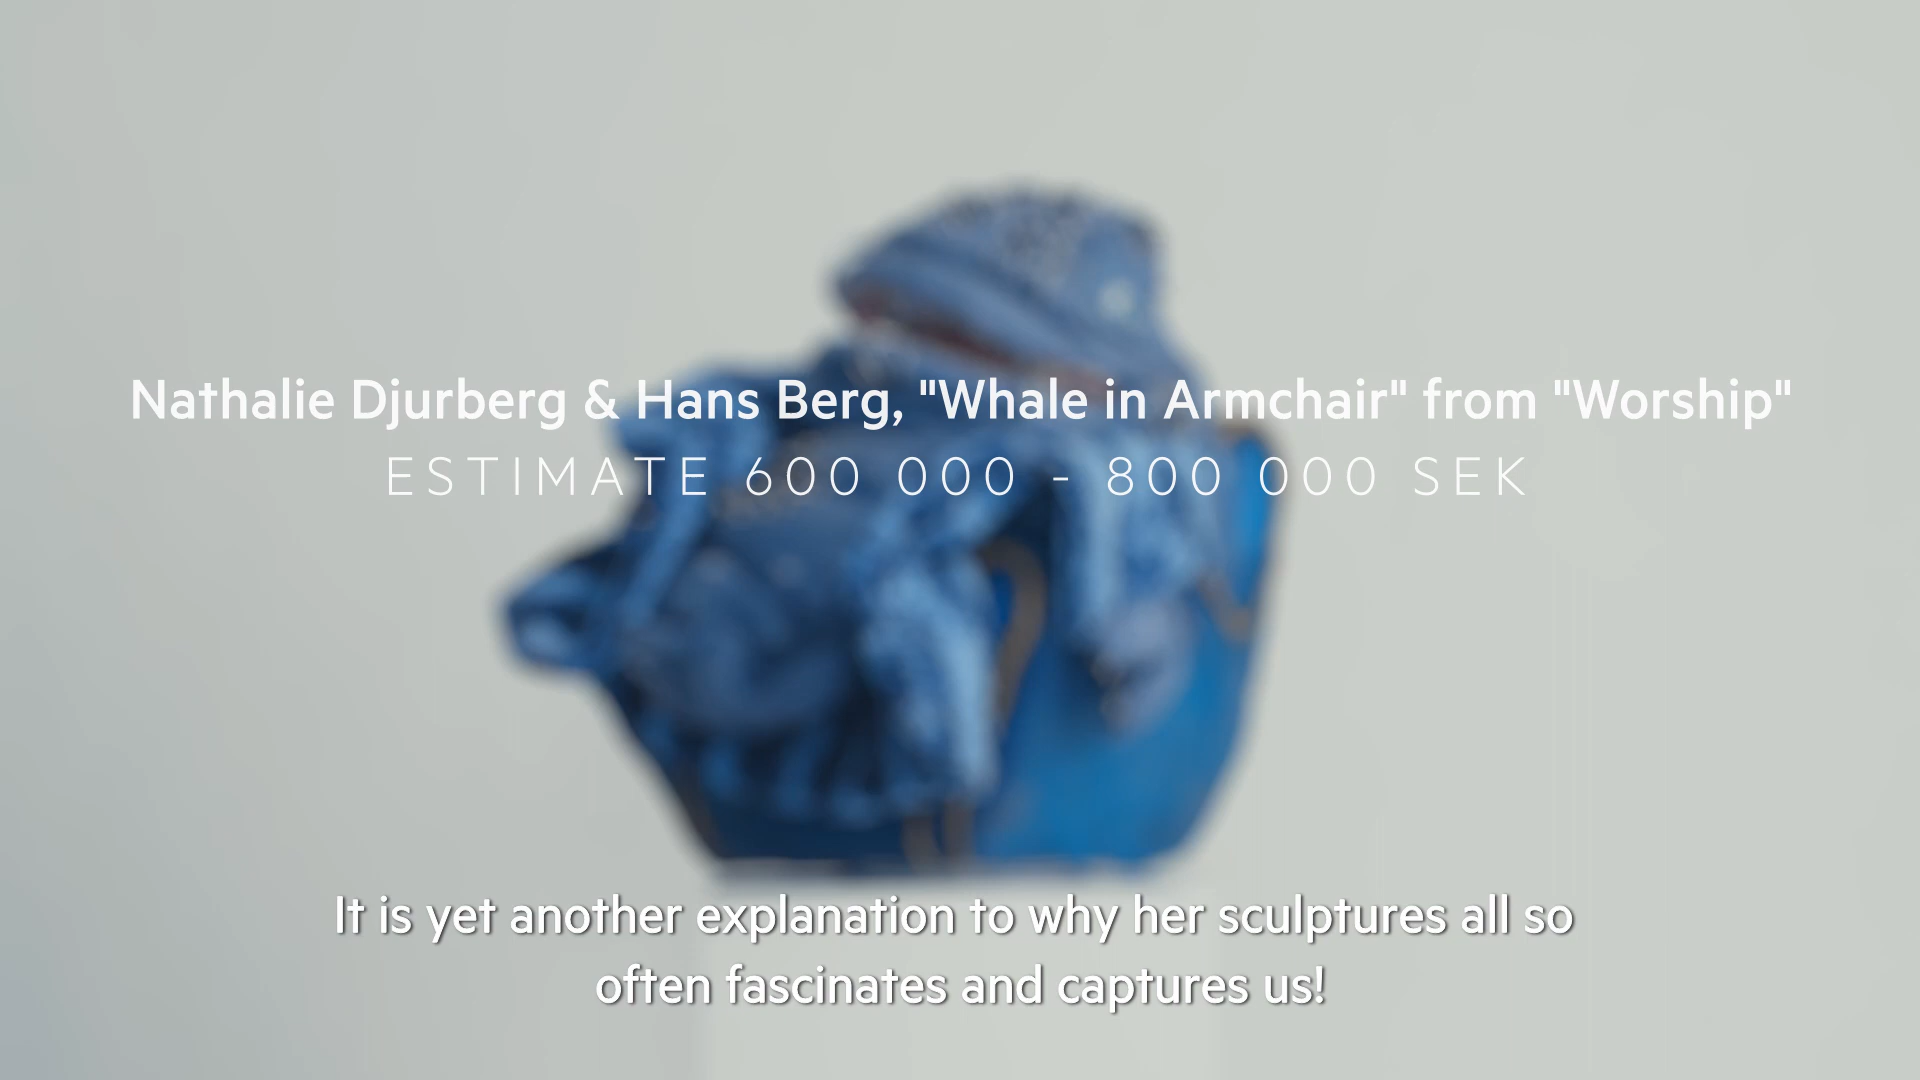 Nathalie Djurberg & Hans Berg, "Whale in Armchair" from "Worship"
ESTIMATE 600 000 - 800 000 SEK
It is yet another explanation to why her sculptures all so
often fascinates and captures us!